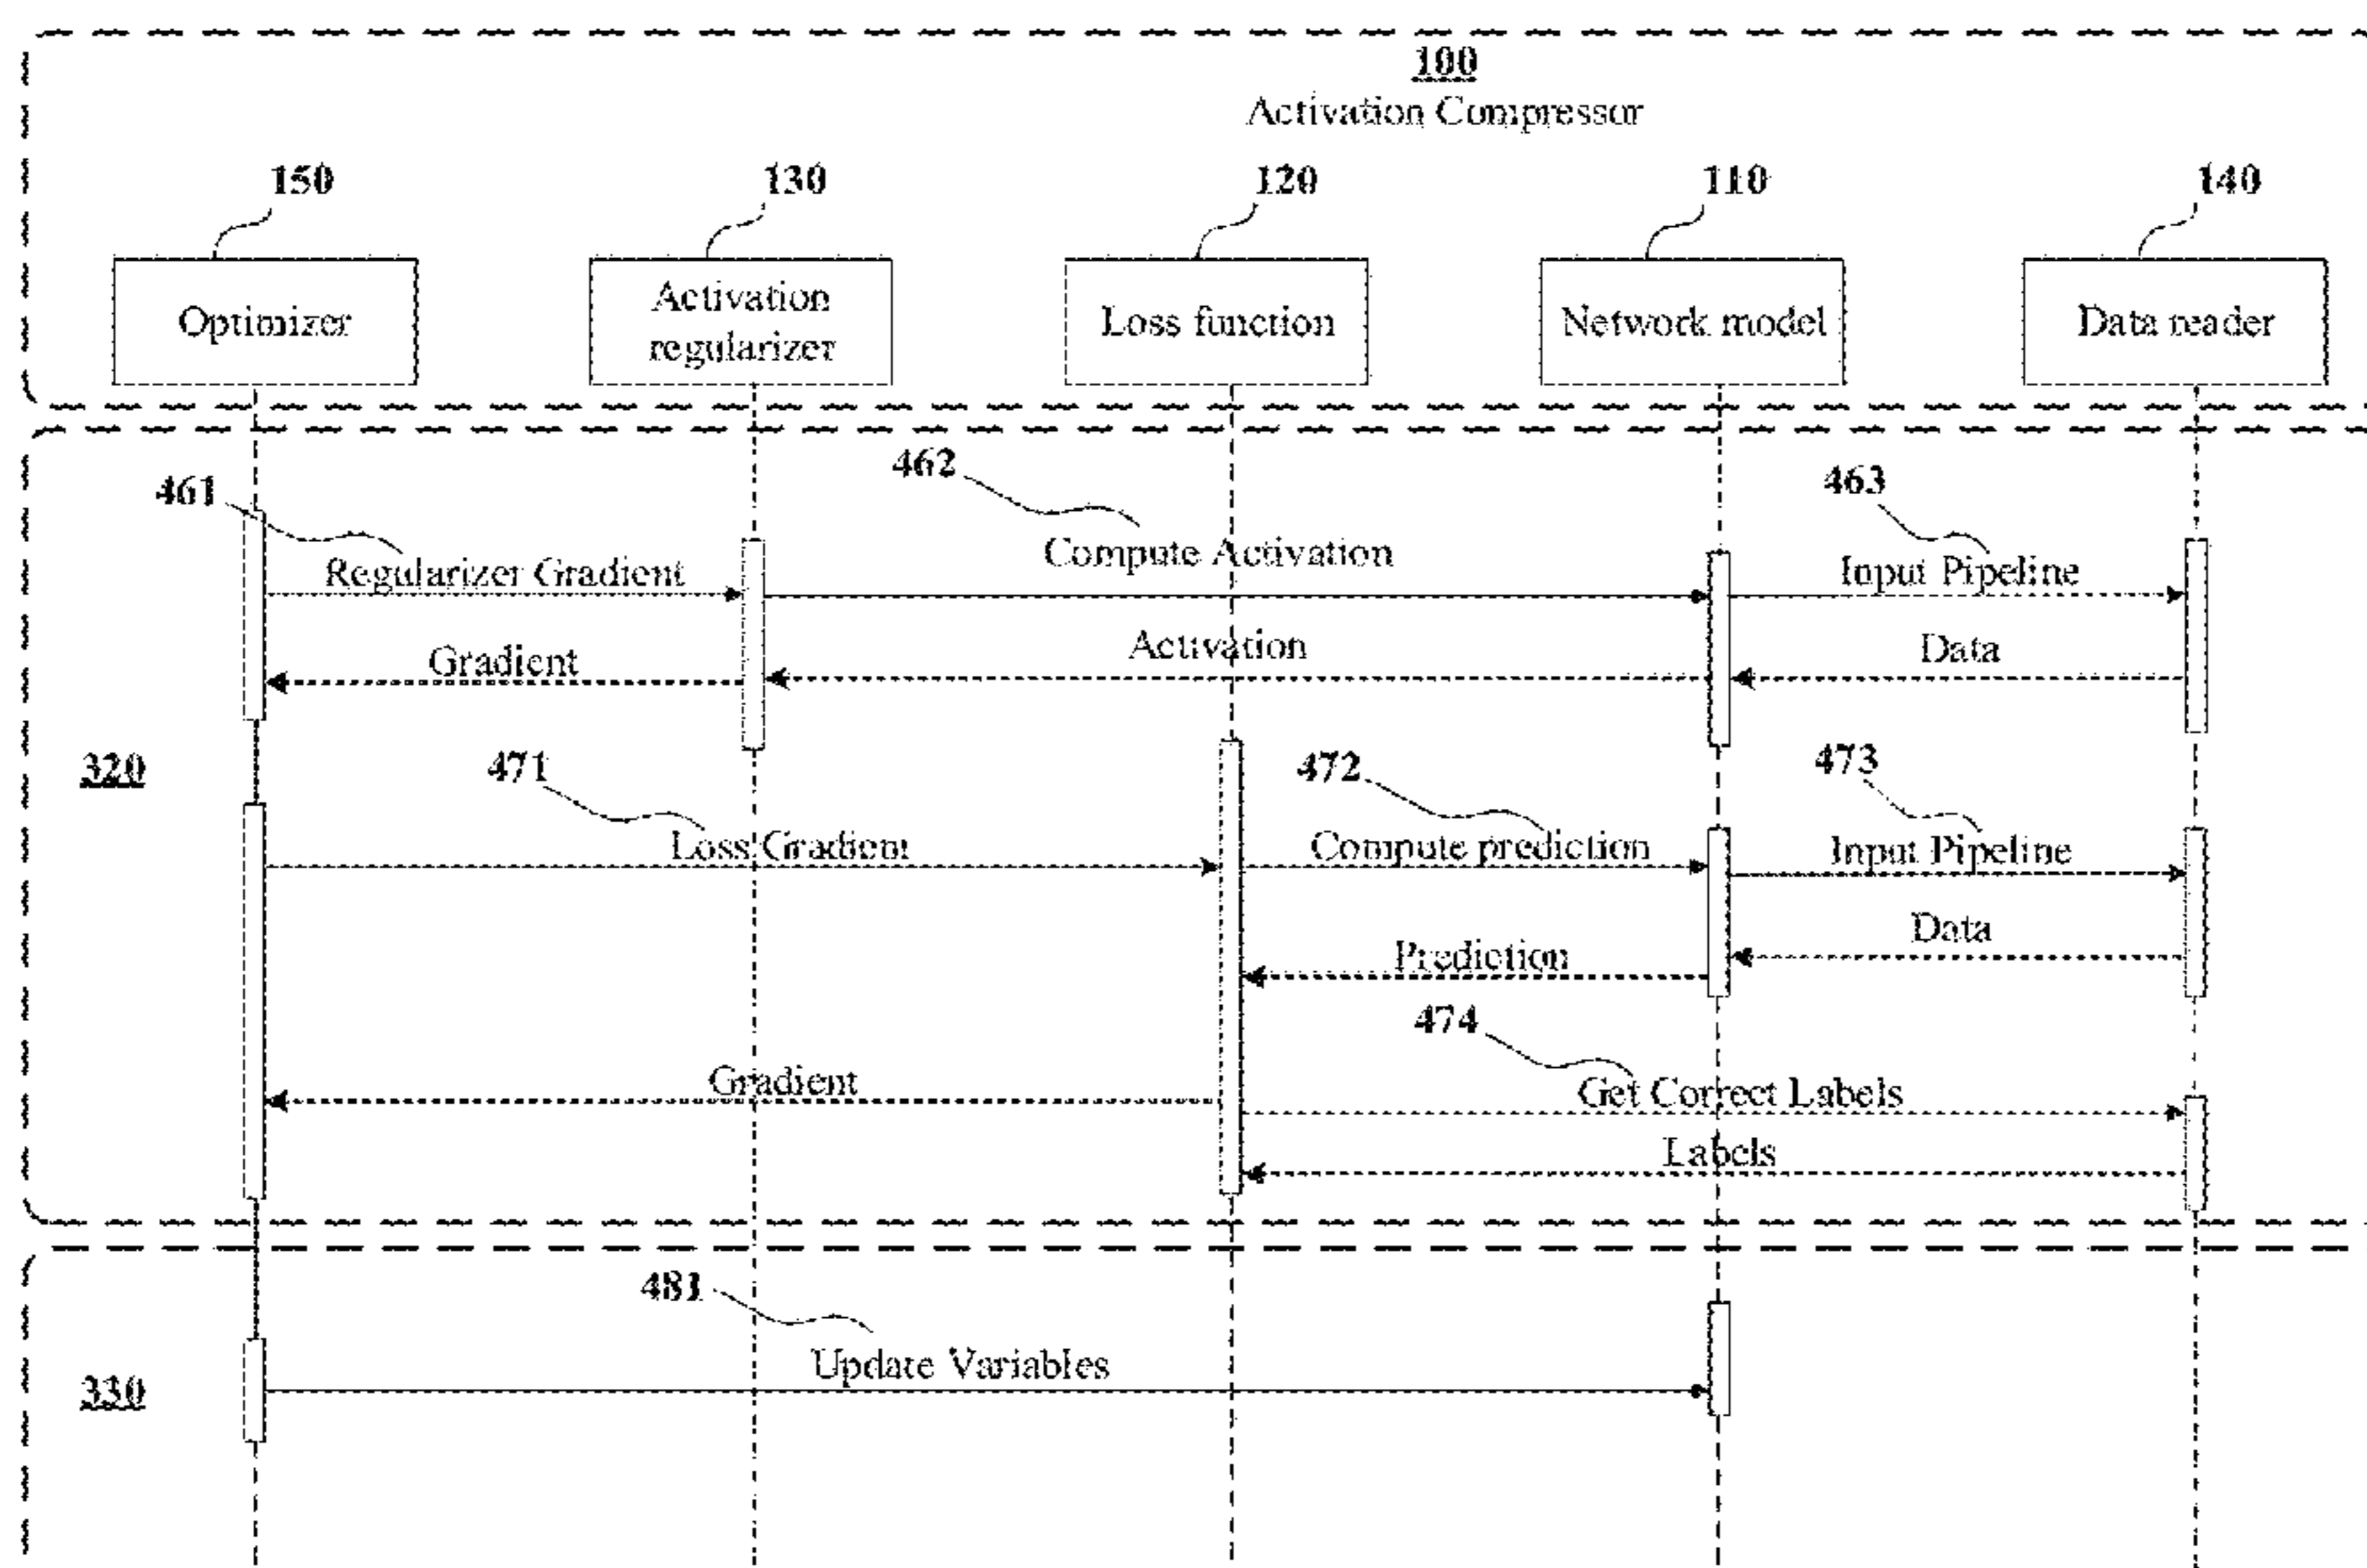 100
Activation Compressor
150
130
120
110
140
Optimizer
Activation
regularizer
Loss function
Network model
Data reader
461
462
463
Regularizer Gradient
Compute Activation
Input Pipeline
Gradient
Activation
Data
320
471
472
473
Loss Gradient
Compute prediction
Input Pipeline
Prediction
Data
474
Gradient
Get Correct Labels
Labels
481
330
Update Variables